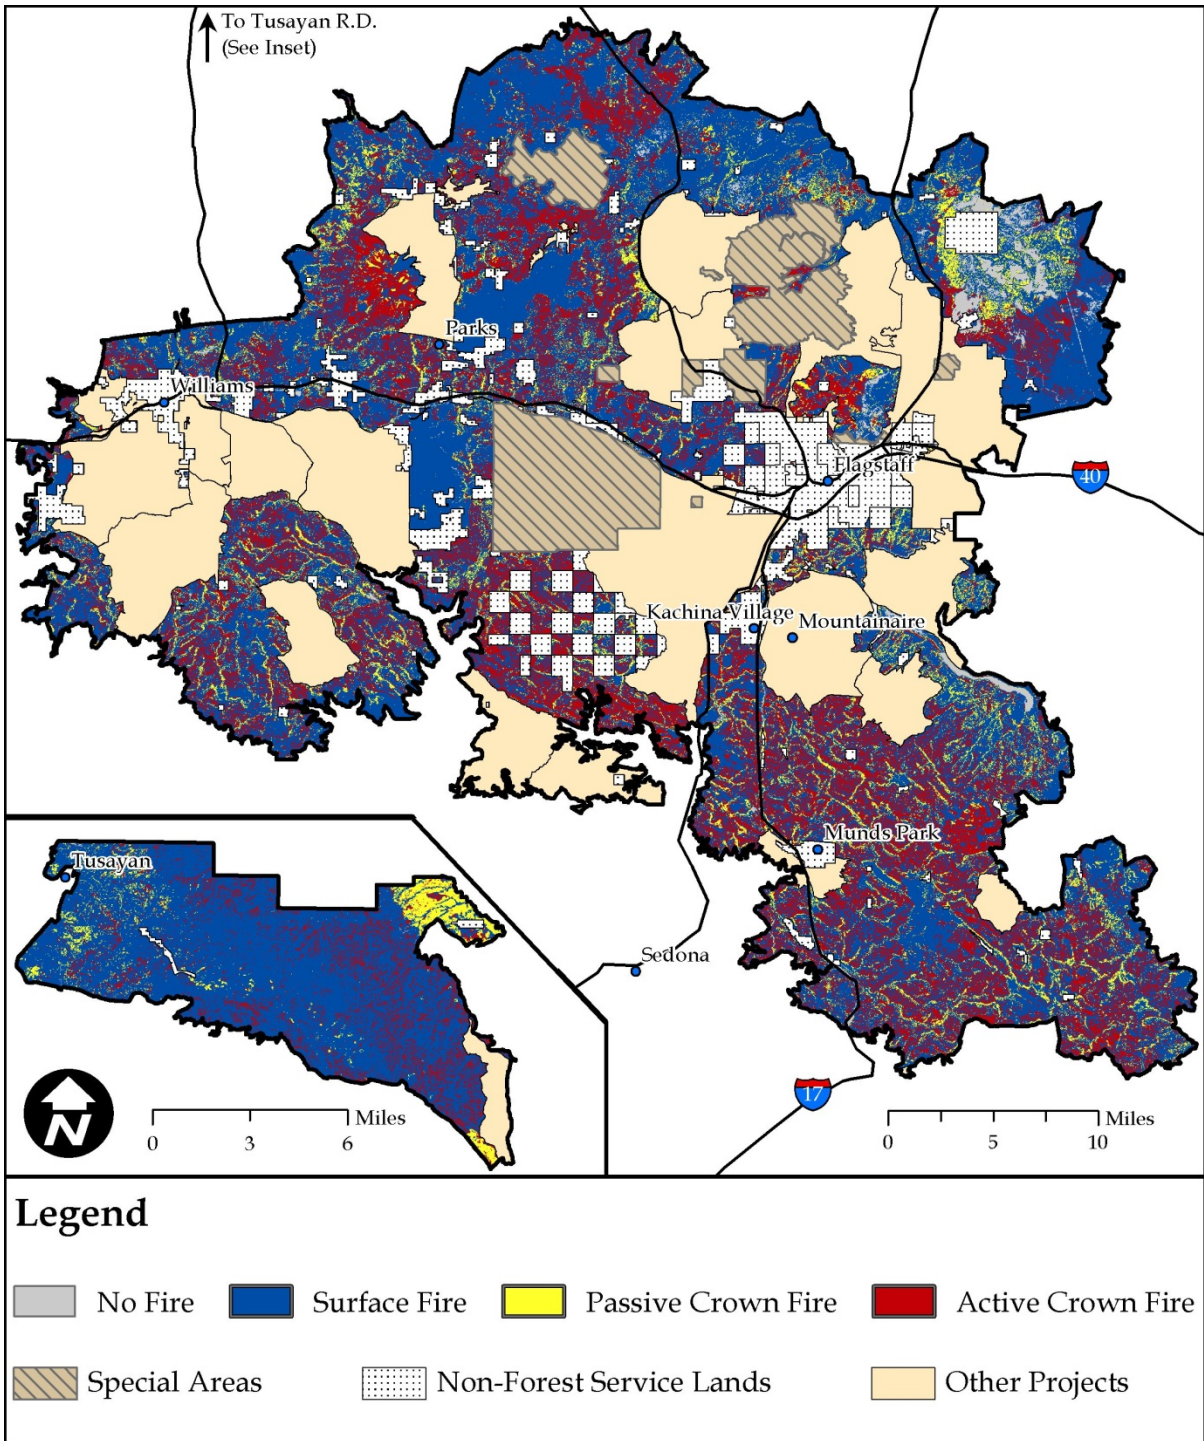 To Tusayan R.D.
(See Inset)
Parks
Williams
Flagstaff
40
Kachina Village
Mountainaire
Munds Park
Tusayan
Sedona
17
N
Miles
0 3 6
Miles
0 5 10
Legend
No Fire Surface Fire Passive Crown Fire Active Crown Fire
Special Areas Non-Forest Service Lands Other Projects